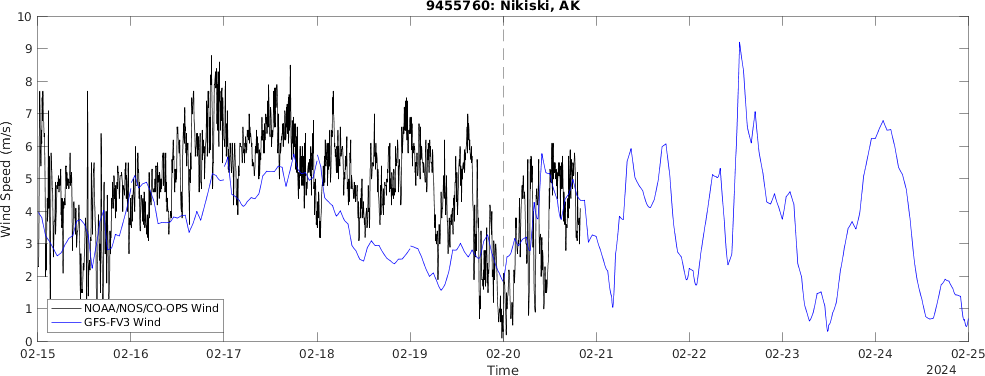 9455760: Nikiski, AK
Wind Speed (m/s)
10
9
8
7
6
5
4
3
2
1
0
NOAA/NOS/CO-OPS Wind
GFS-FV3 Wind
02-15 02-16 02-17 02-18 02-19 02-20 02-21 02-22 02-23 02-24 02-25
Time
2024